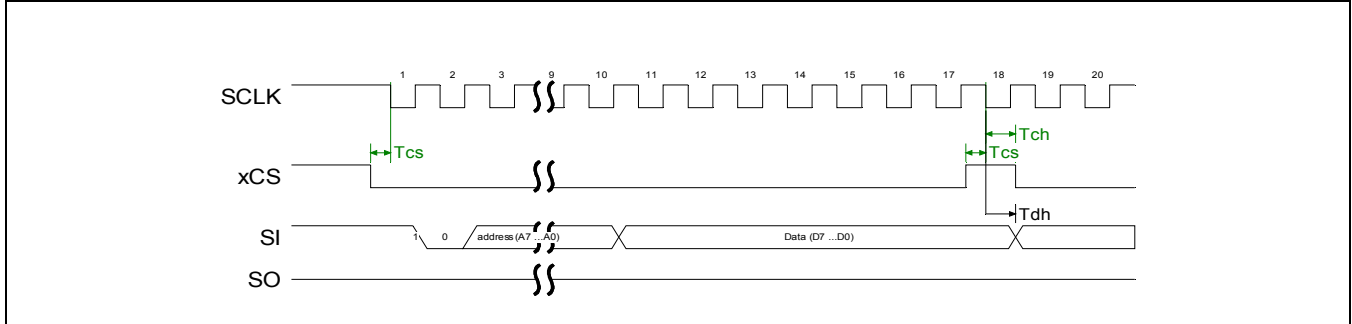 1 2 3 9 10 11 12 13 14 15 16 17 18 19 20
SCLK
Tch
Tcs Tcs
xCS
Tdh
SI 1 0 address (A7 ...A0) Data (D7 ...D0)
SO